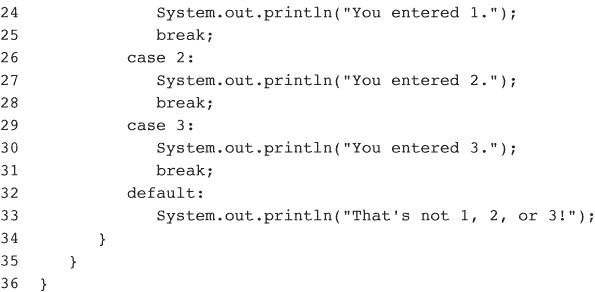 24              System.out.println("You entered 1.");
25              break;
26           case 2:
27              System.out.println("You entered 2.");
28              break;
29           case 3:
30              System.out.println("You entered 3.");
31              break;
32           default:
33              System.out.println("That's not 1, 2, or 3!");
34        }
35     }
36  }